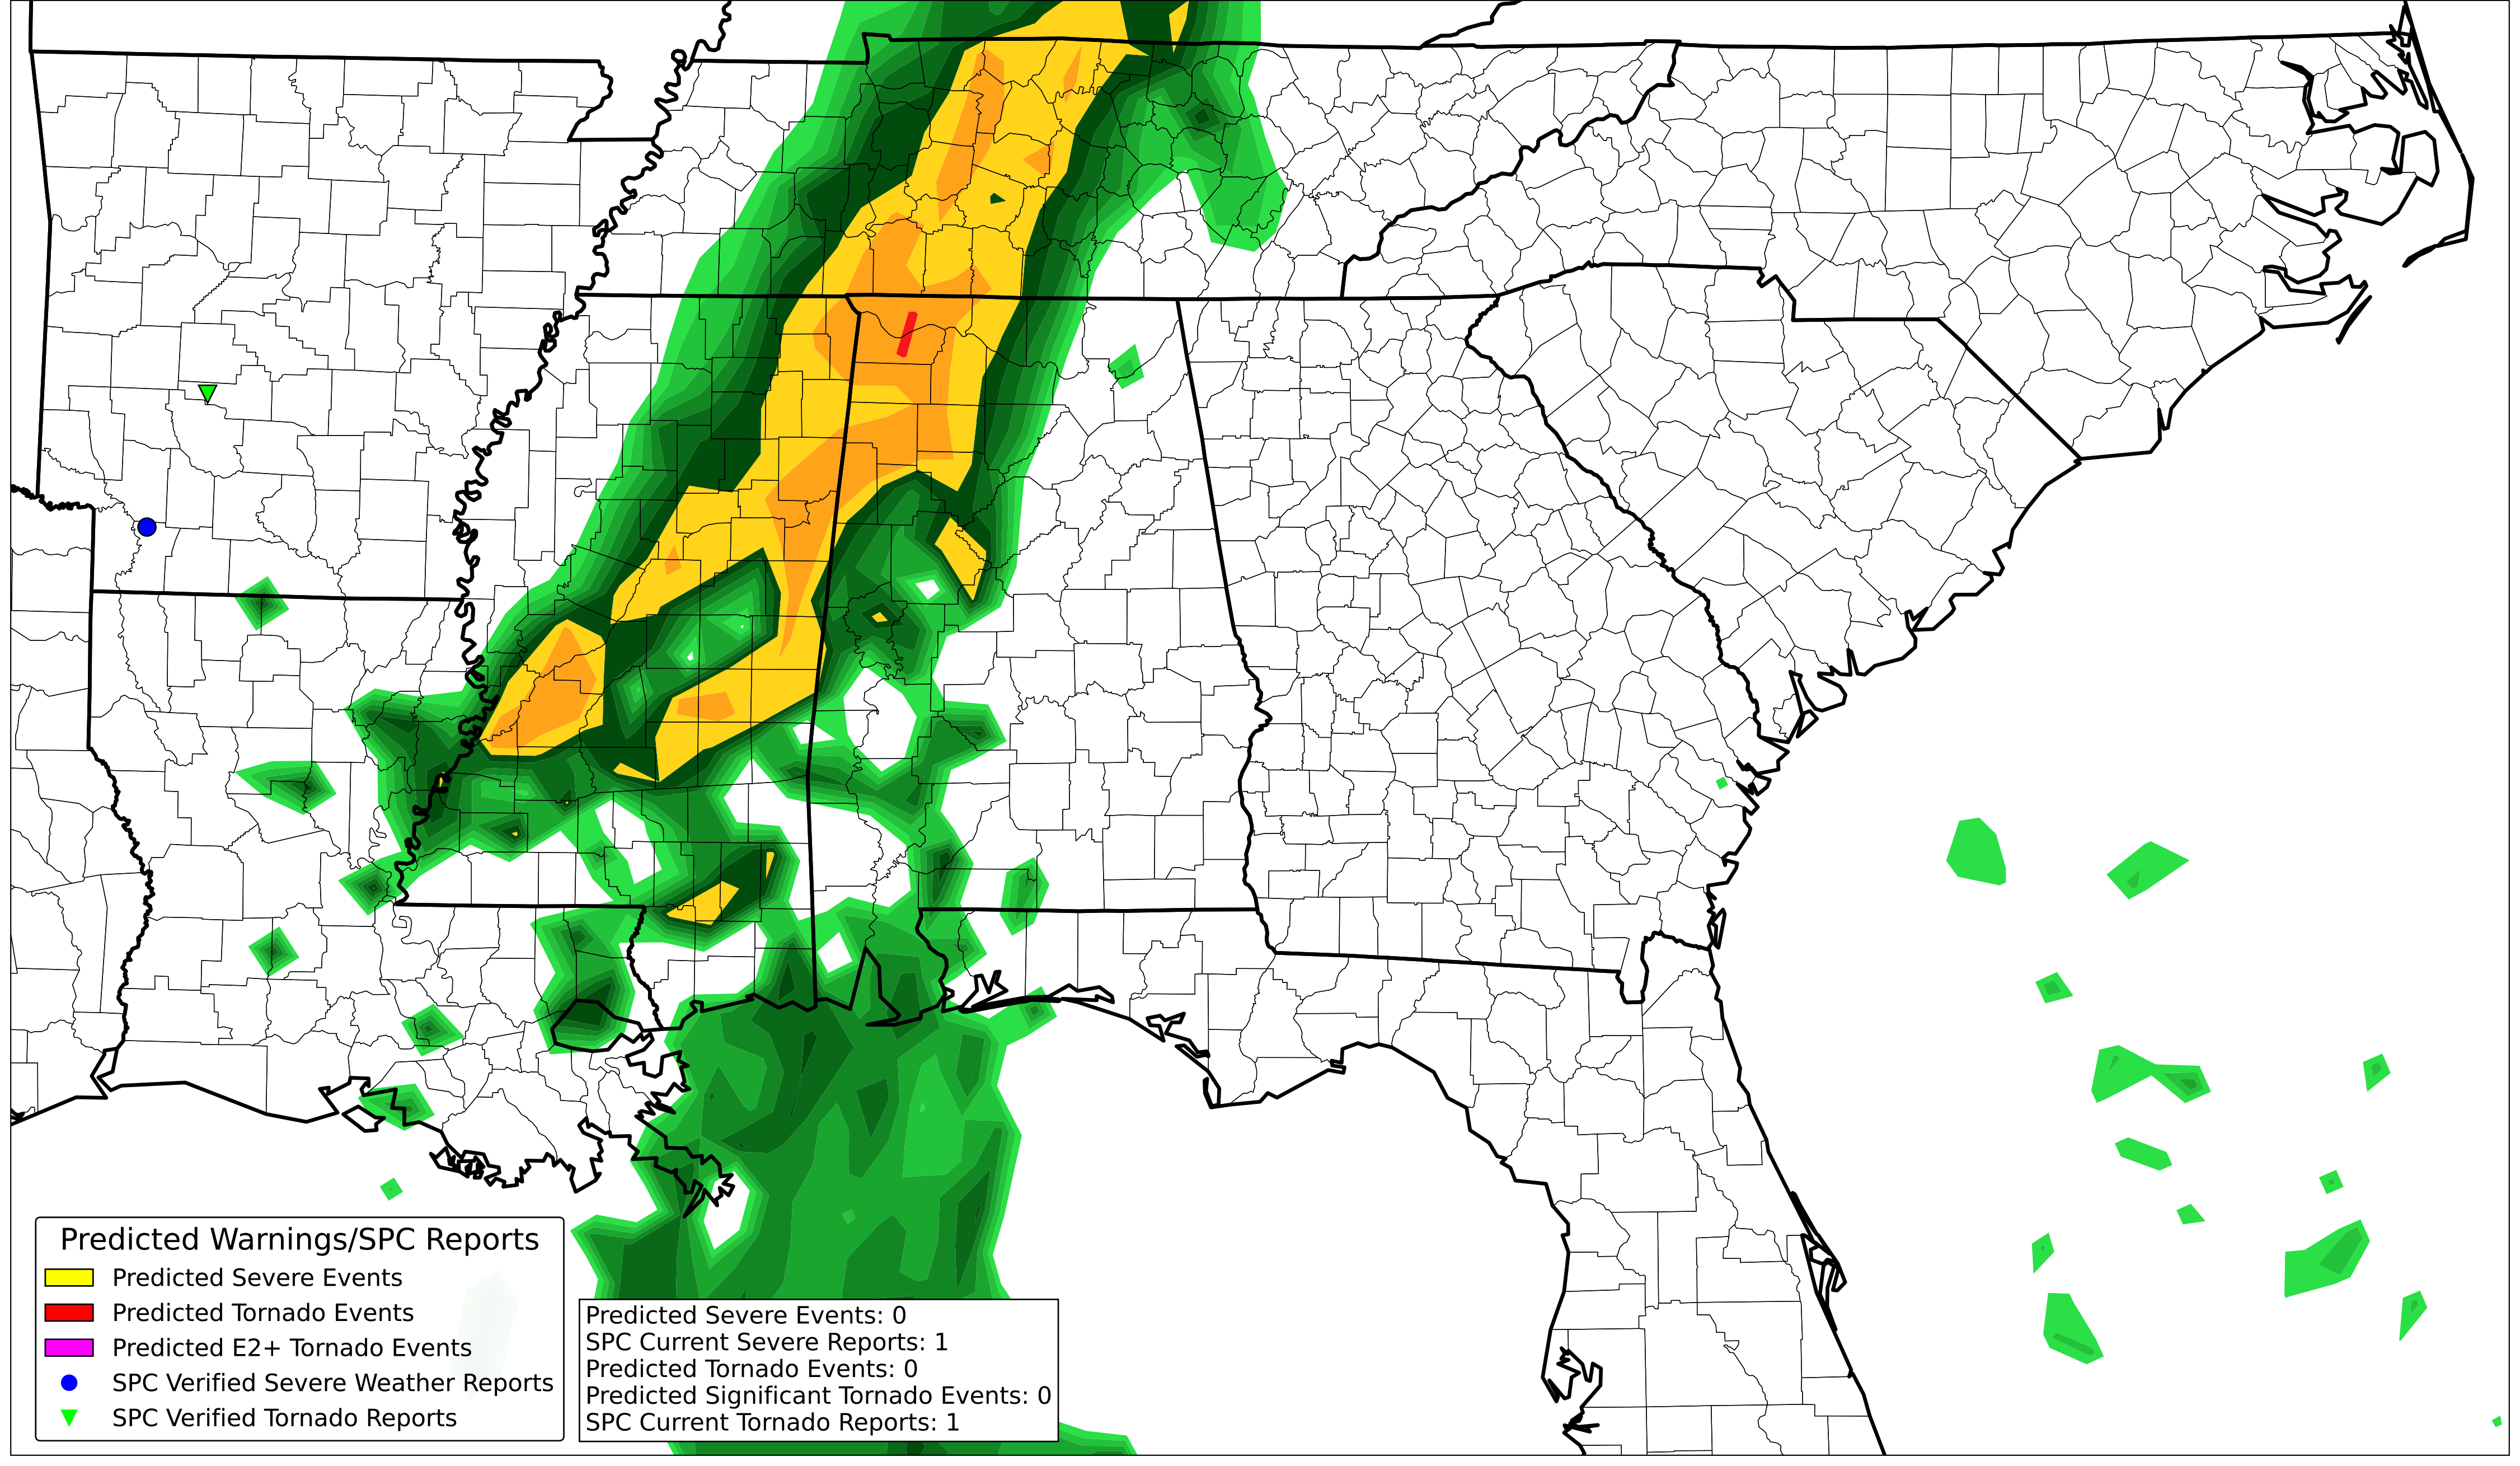 Predicted Warnings/SPC Reports
Predicted Severe Events
Predicted Tornado Events
Predicted E2+ Tornado Events
SPC Verified Severe Weather Reports
SPC Verified Tornado Reports
Predicted Severe Events: 0
SPC Current Severe Reports: 1
Predicted Tornado Events: 0
Predicted Significant Tornado Events: 0
SPC Current Tornado Reports: 1